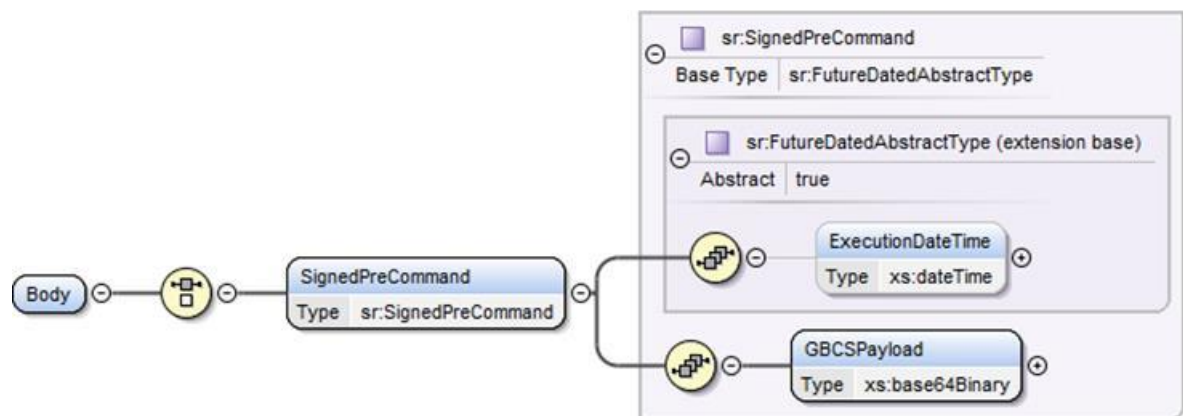 sr:SignedPreCommand
Base Type sr:FutureDatedAbstractType
sr:FutureDatedAbstractType (extension base)
Abstract true
ExecutionDateTime
Type xs:dateTime
Body
SignedPreCommand
Type sr:SignedPreCommand
GBCSPayload
Type xs:base64Binary